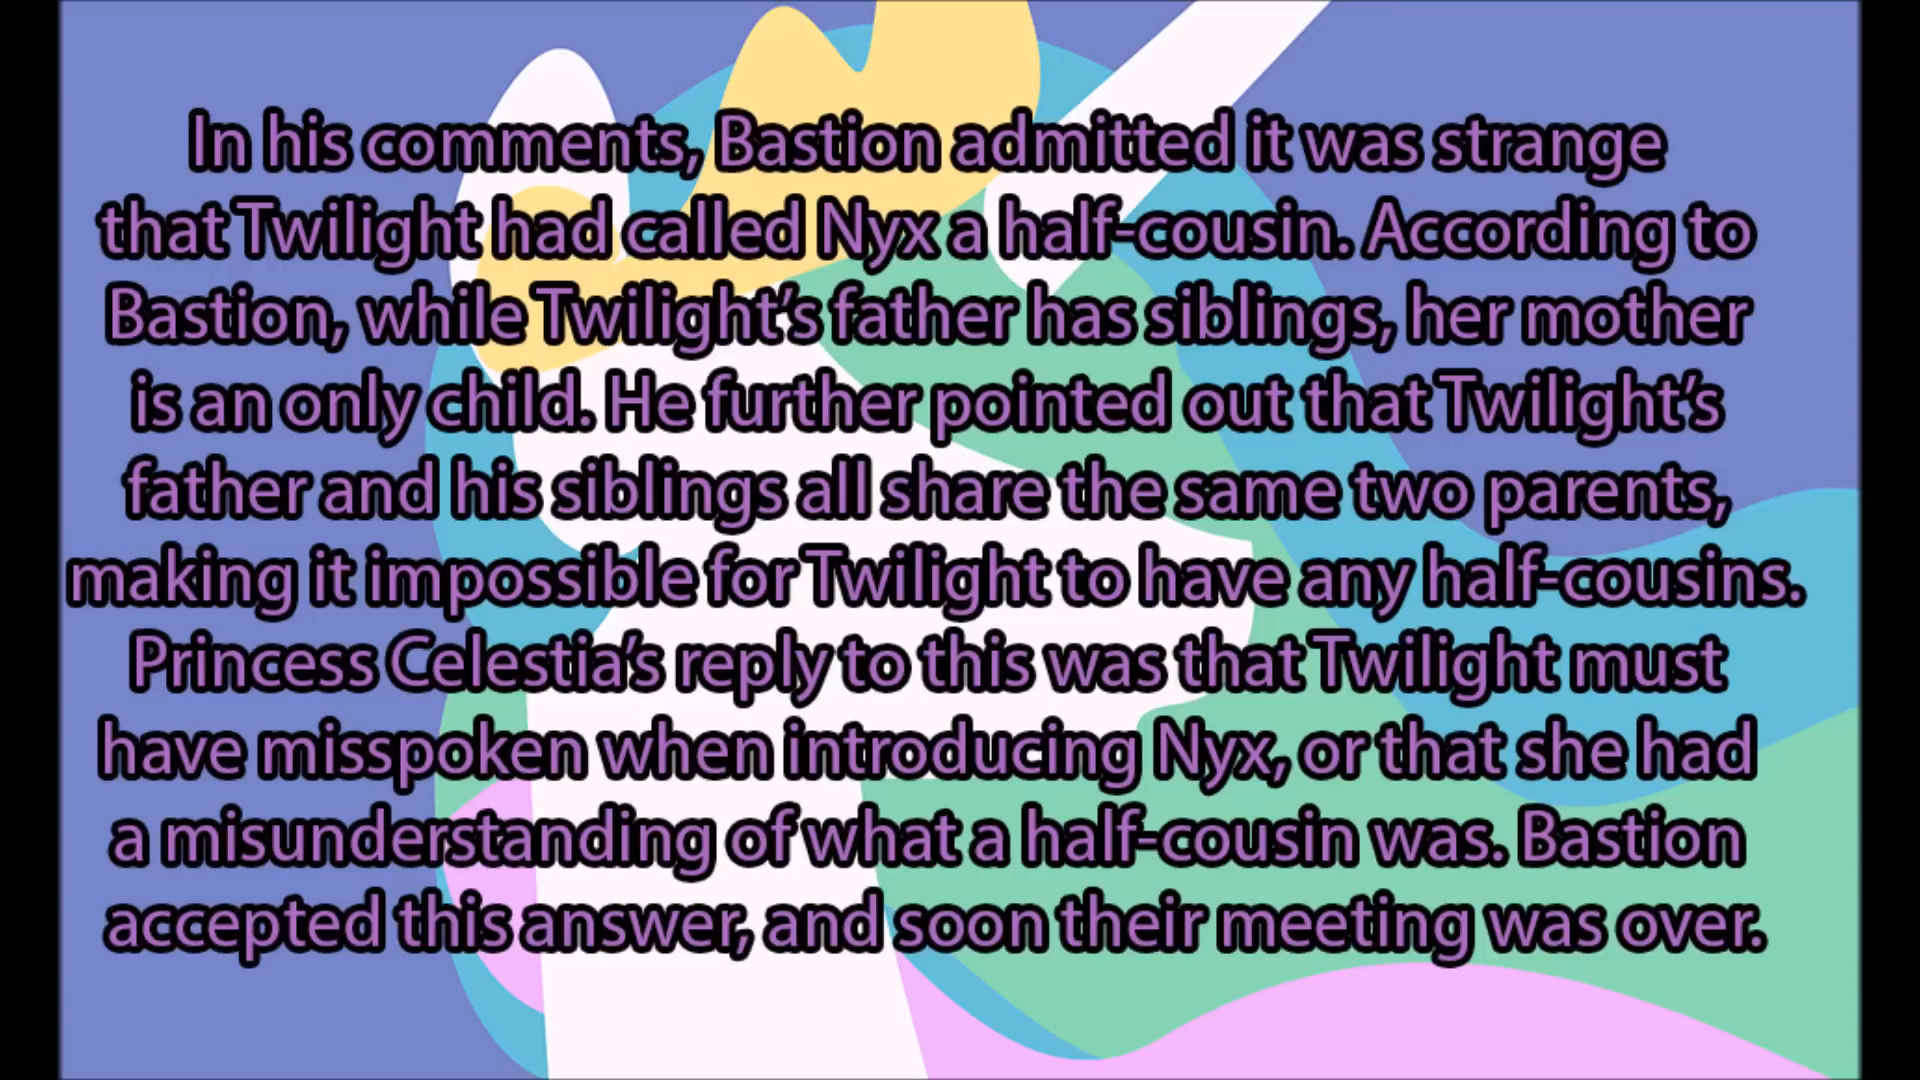 In his comments, Bastion admitted it was strange
that Twilight had called Nyx a half-cousin. According to
Bastion, while Twilight’s father has siblings, her mother
is an only child. He further pointed out that Twilight’s
father and his siblings all share the same two parents,
making it impossible for Twilight to have any half-cousins.
Princess Celestia’s reply to this was that Twilight must
have misspoken when introducing Nyx, or that she had
a misunderstanding of what a half-cousin was. Bastion
accepted this answer, and soon their meeting was over.